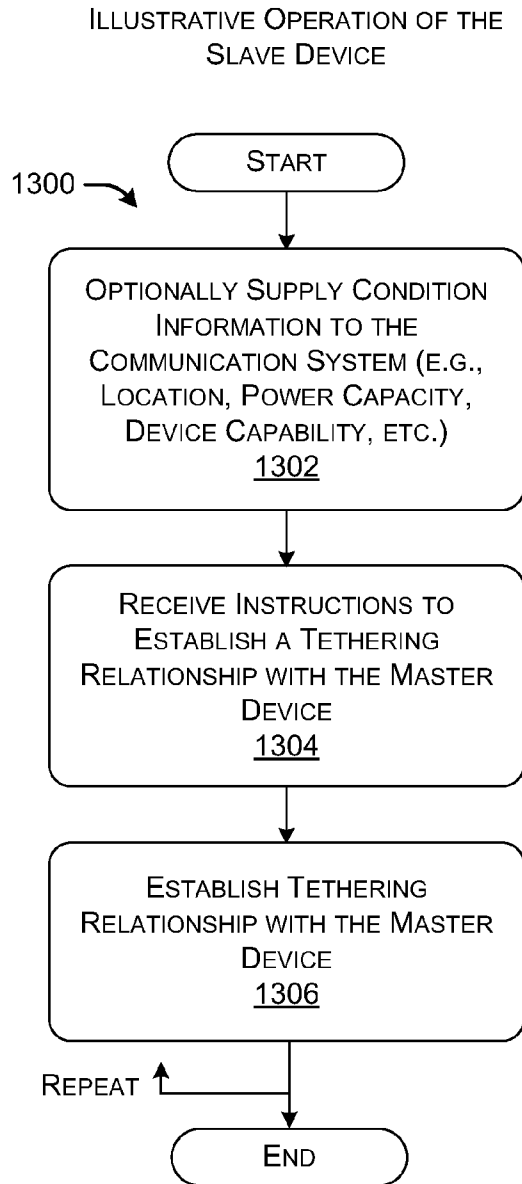 ILLUSTRATIVE OPERATION OF THE
SLAVE DEVICE
START
1300
OPTIONALLY SUPPLY CONDITION
INFORMATION TO THE
COMMUNICATION SYSTEM (E.G.,
LOCATION, POWER CAPACITY,
DEVICE CAPABILITY, ETC.)
1302
RECEIVE INSTRUCTIONS TO
ESTABLISH A TETHERING
RELATIONSHIP WITH THE MASTER
DEVICE
1304
ESTABLISH TETHERING
RELATIONSHIP WITH THE MASTER
DEVICE
1306
REPEAT
END